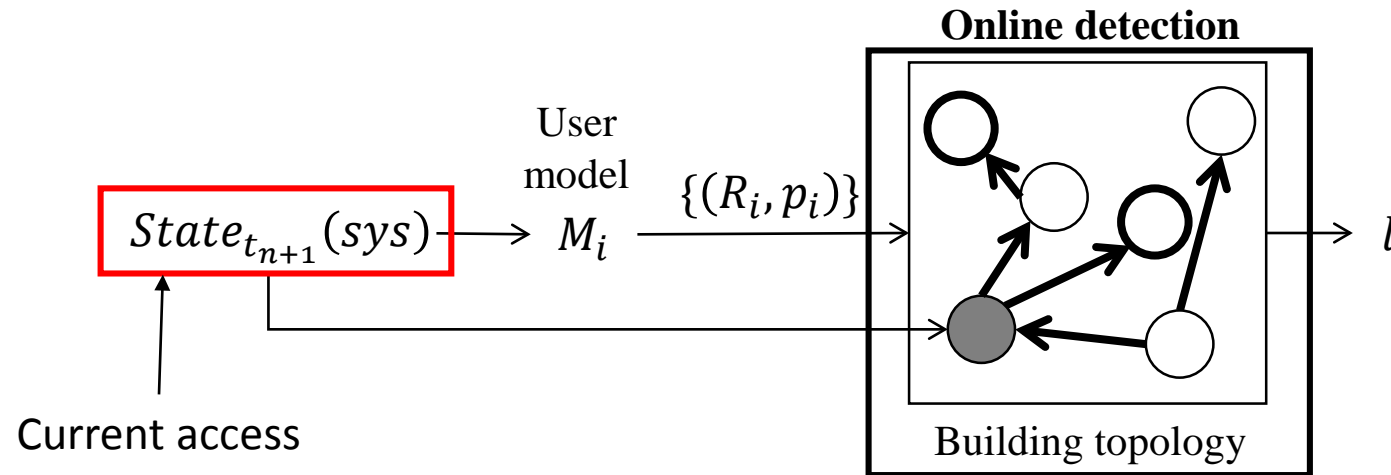 Online detection
User
model
$State_{t_{n+1}}(sys)$
$M_i$
$\{(R_i, p_i)\}$
$l$
Current access
Building topology